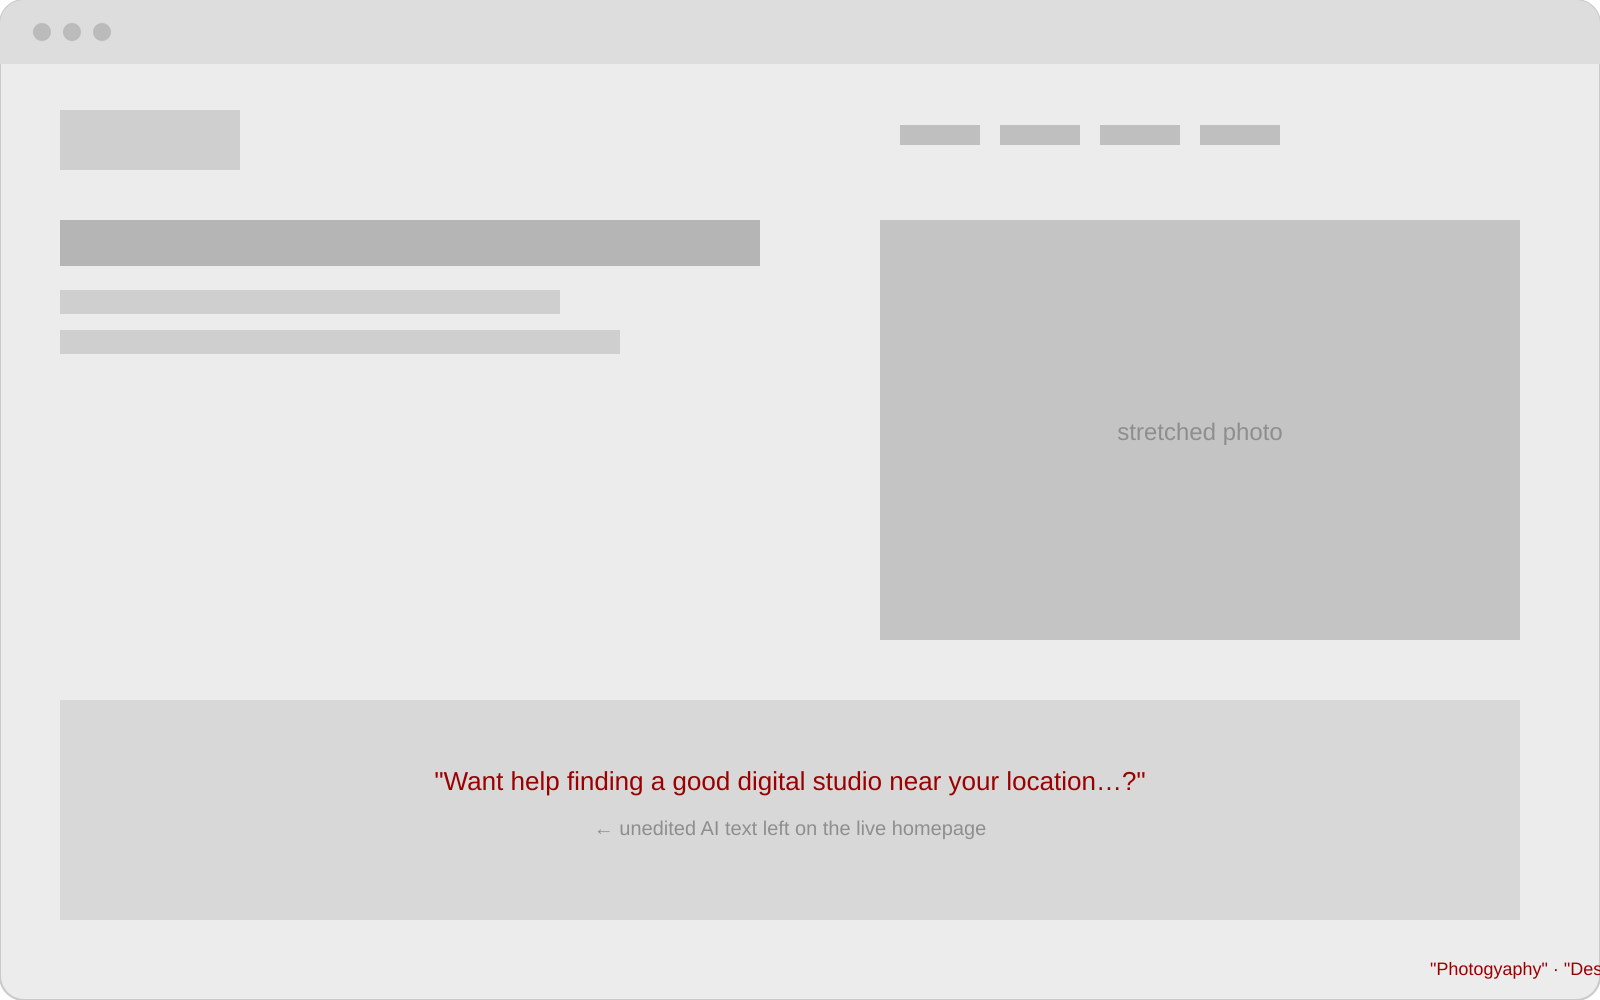 stretched photo
"Want help finding a good digital studio near your location…?"
← unedited AI text left on the live homepage
"Photogyaphy" · "Des